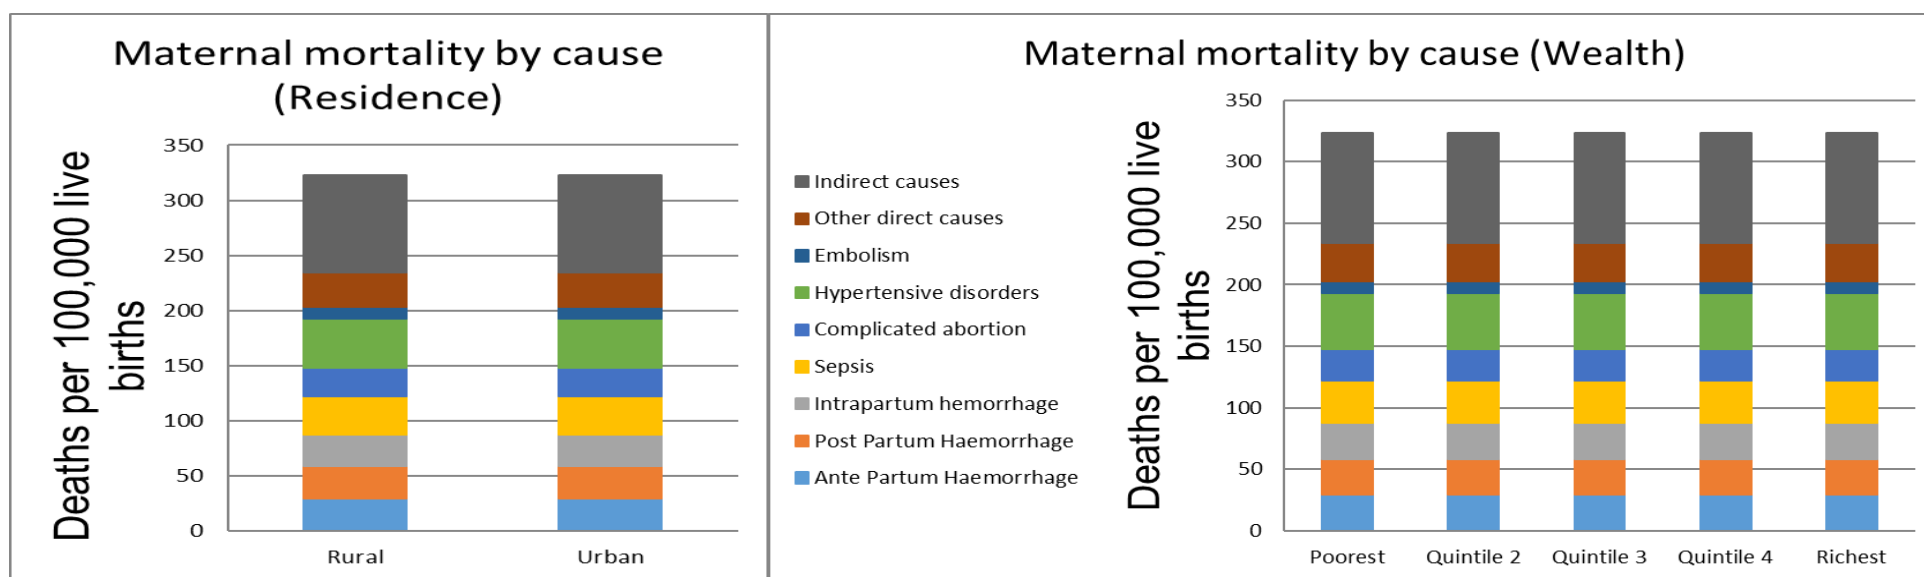 Maternal mortality by cause
(Residence)
Deaths per 100,000 live
births
350
300
250
200
150
100
50
0
Rural
Urban
Maternal mortality by cause (Wealth)
Indirect causes
Other direct causes
Embolism
Hypertensive disorders
Complicated abortion
Sepsis
Intrapartum hemorrhage
Post Partum Haemorrhage
Ante Partum Haemorrhage
Deaths per 100,000 live
births
350
300
250
200
150
100
50
0
Poorest
Quintile 2
Quintile 3
Quintile 4
Richest